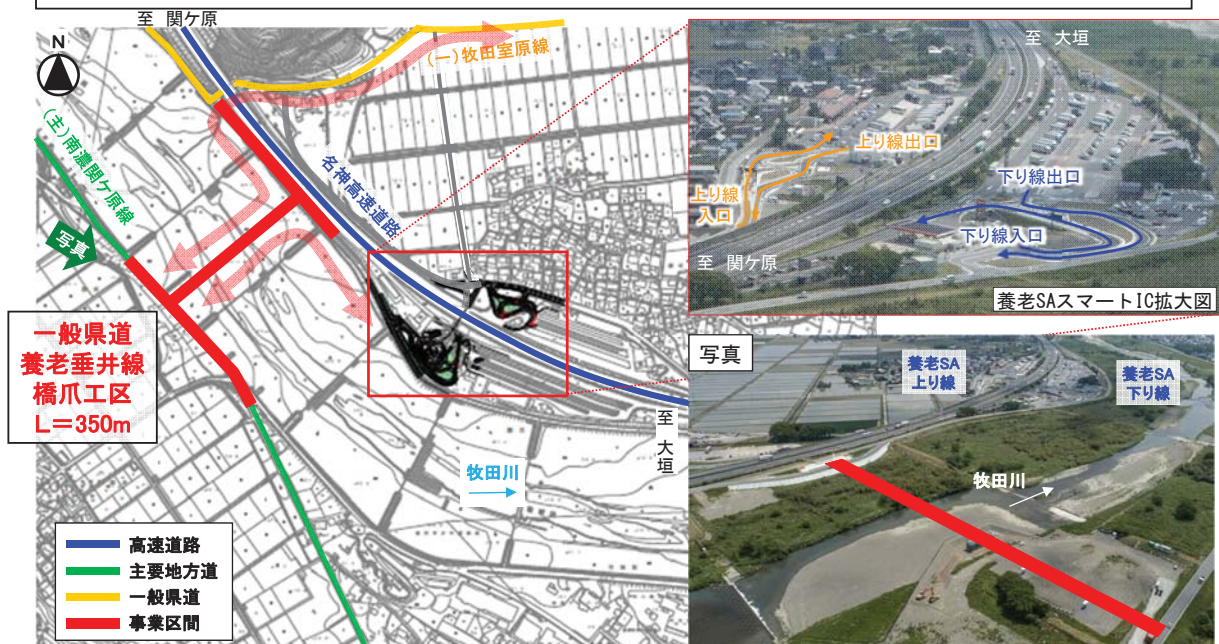 至 関ケ原
N
(一)牧田室原線
(主)南濃関ケ原線
名神高速道路
写真
一般県道
養老垂井線
橋爪工区
L=350m
至 大垣
牧田川
高速道路
主要地方道
一般県道
事業区間
至 大垣
上り線出口
下り線出口
上り線
入口
下り線入口
至 関ケ原
養老SAスマートIC拡大図
写真
養老SA
上り線
養老SA
下り線
牧田川